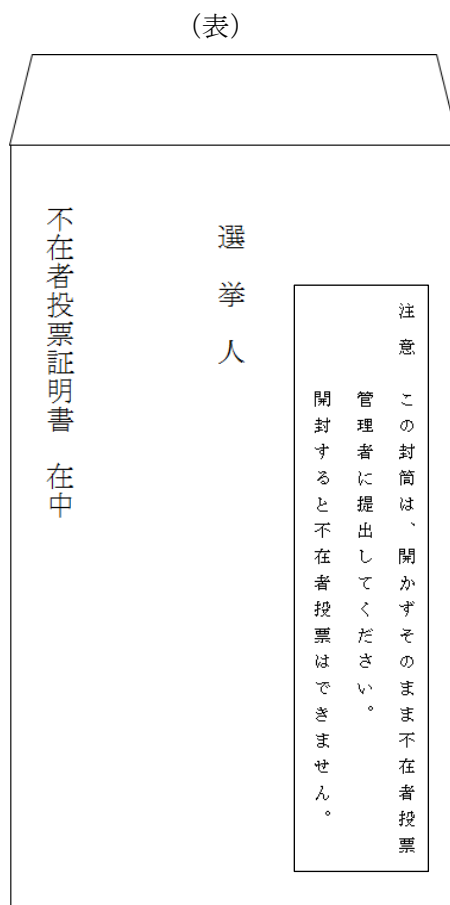 （表）
注意　この封筒は、開かずそのまま不在者投票
管理者に提出してください。
開封すると不在者投票はできません。
選挙人
不在者投票証明書　在中